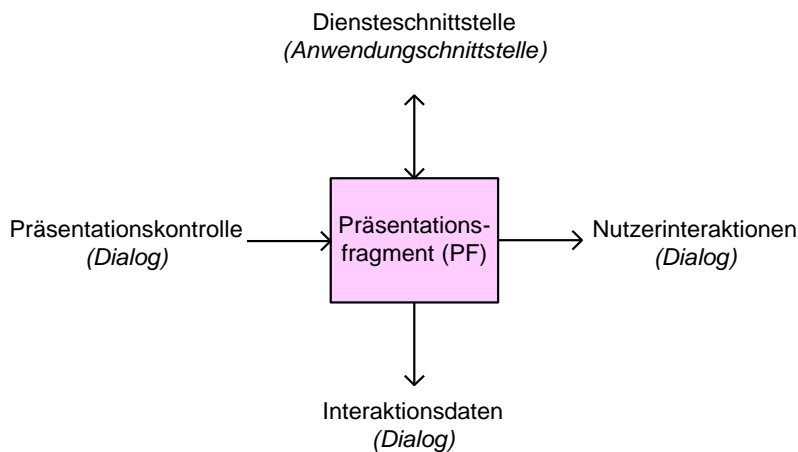 Diensteschnittstelle
(Anwendungschnittstelle)
Präsentationskontrolle
(Dialog)
Präsentations-
fragment (PF)
Nutzerinteraktionen
(Dialog)
Interaktionsdaten
(Dialog)